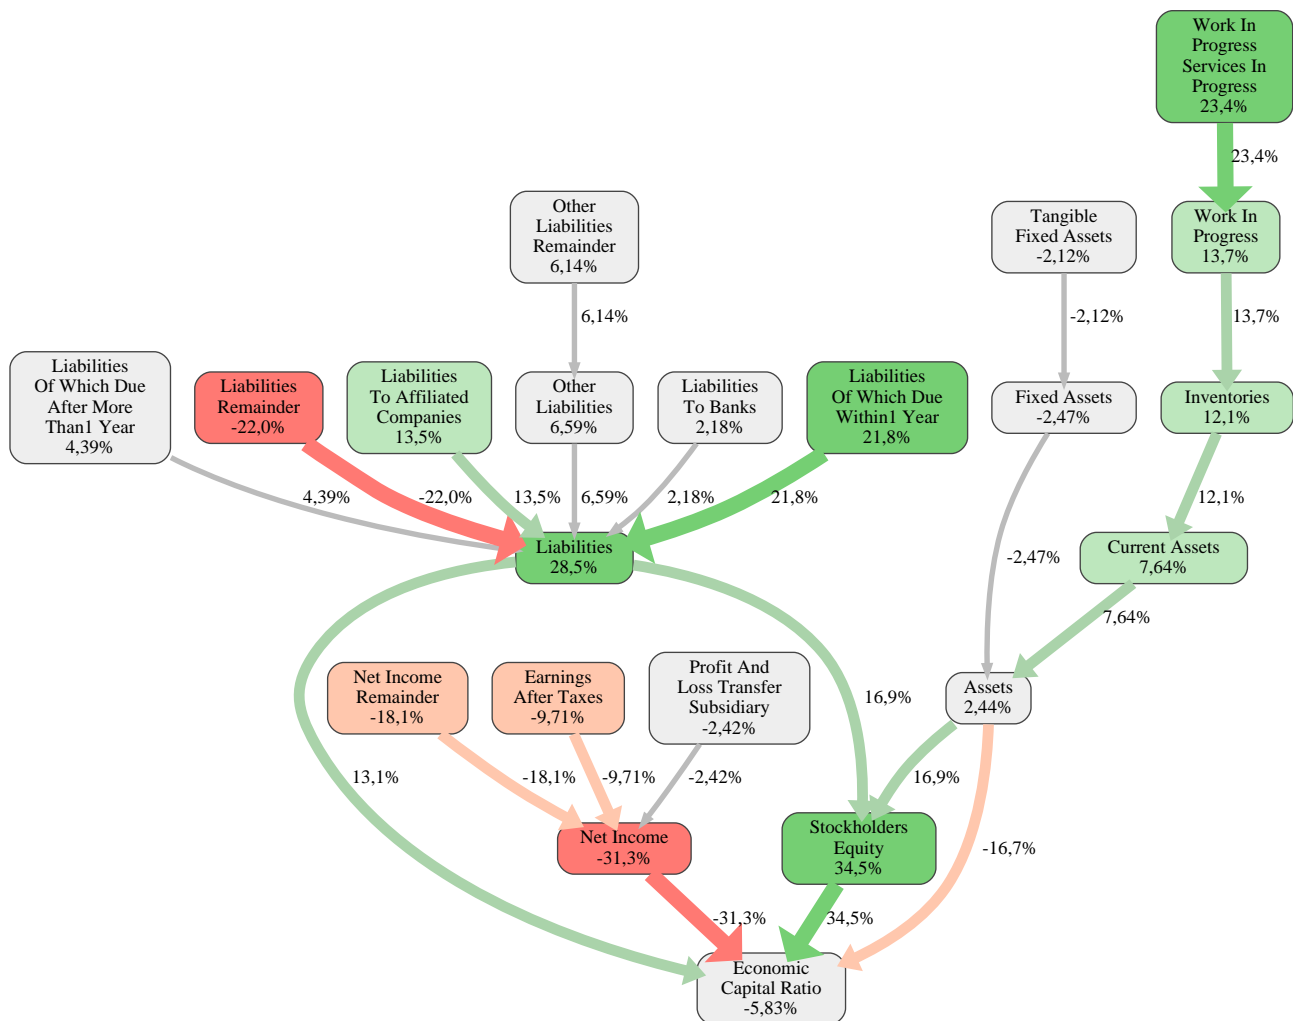 Work In
Progress
Services In
Progress
23,4%
23,4%
Other
Liabilities
Remainder
6,14%
Tangible
Fixed Assets
-2,12%
Work In
Progress
13,7%
6,14%
-2,12%
13,7%
Liabilities
Of Which Due
After More
Than1 Year
4,39%
Liabilities
Remainder
-22,0%
Liabilities
To Affiliated
Companies
13,5%
Other
Liabilities
6,59%
Liabilities
To Banks
2,18%
Liabilities
Of Which Due
Within1 Year
21,8%
Fixed Assets
-2,47%
Inventories
12,1%
4,39%
-22,0%
13,5%
6,59%
2,18%
21,8%
12,1%
Liabilities
28,5%
-2,47%
Current Assets
7,64%
7,64%
Net Income
Remainder
-18,1%
Earnings
After Taxes
-9,71%
Profit And
Loss Transfer
Subsidiary
-2,42%
16,9%
Assets
2,44%
13,1%
-18,1%
-9,71%
-2,42%
16,9%
Net Income
-31,3%
Stockholders
Equity
34,5%
-16,7%
-31,3%
34,5%
Economic
Capital Ratio
-5,83%